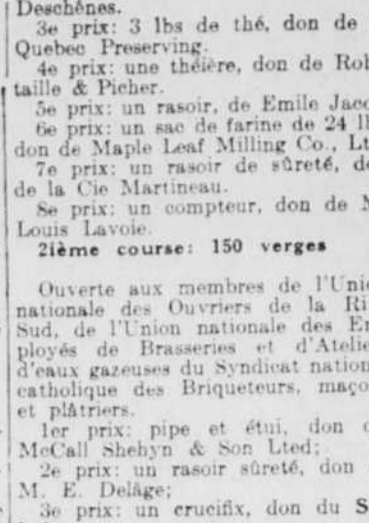 Deschênes.
3e prix: 3 lbs de thé, don de
Quebec Preserving.
4e prix: une théière, don de Rob
taille & Picher.
5e prix: un rasoir, de Emile Jacq
6e prix: un sac de farine de 24 lb
don de Maple Leaf Milling Co., Lt
7e prix: un rasoir de sûreté, d
de la Cie Martineau.
8e prix: un compteur, don de M
Louis Lavoie.
2ième course: 150 verges
Ouverte aux membres de l'Unio
nationale des Ouvriers de la Ri
Sud, de l'Union nationale des Em
ployés de Brasseries et d'Atelie
d'eaux gazeuses du Syndicat nation
catholique des Briqueteurs, maço
et plâtriers.
1er prix: pipe et étui, don d
McCall Shehyn & Son Lted;
2e prix: un rasoir sûreté, don
M. E. Delâge;
3e prix: un crucifix, don du S